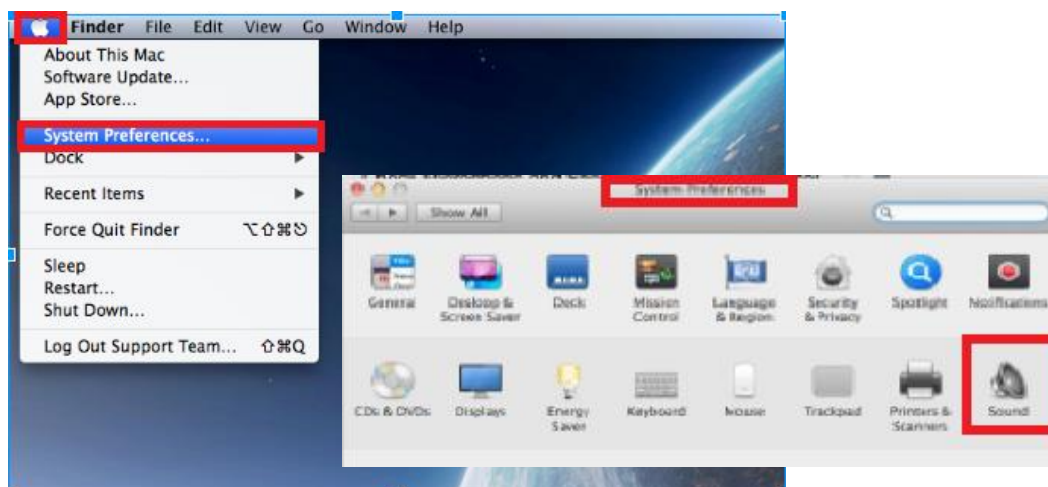 Finder File Edit View Go Window Help
About This Mac
Software Update...
App Store...
System Preferences...
Dock
Recent Items
Force Quit Finder ⌥⇧⌘⎋
Sleep
Restart...
Shut Down...
Log Out Support Team... ⇧⌘Q
System Preferences
Show All
General
Desktop &
Screen Saver
Dock
Mission
Control
Language
& Region
Security
& Privacy
Spotlight
Notifications
CDs & DVDs
Displays
Energy
Saver
Keyboard
Mouse
Trackpad
Printers &
Scanners
Sound